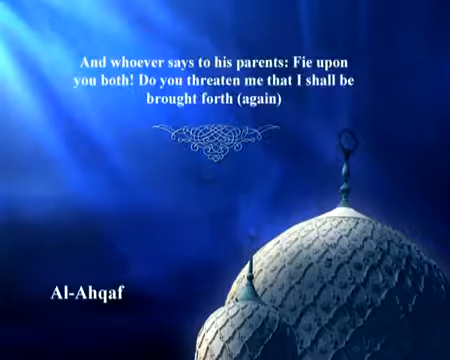 And whoever says to his parents: Fie upon
you both! Do you threaten me that I shall be
brought forth (again)
Al-Ahqaf